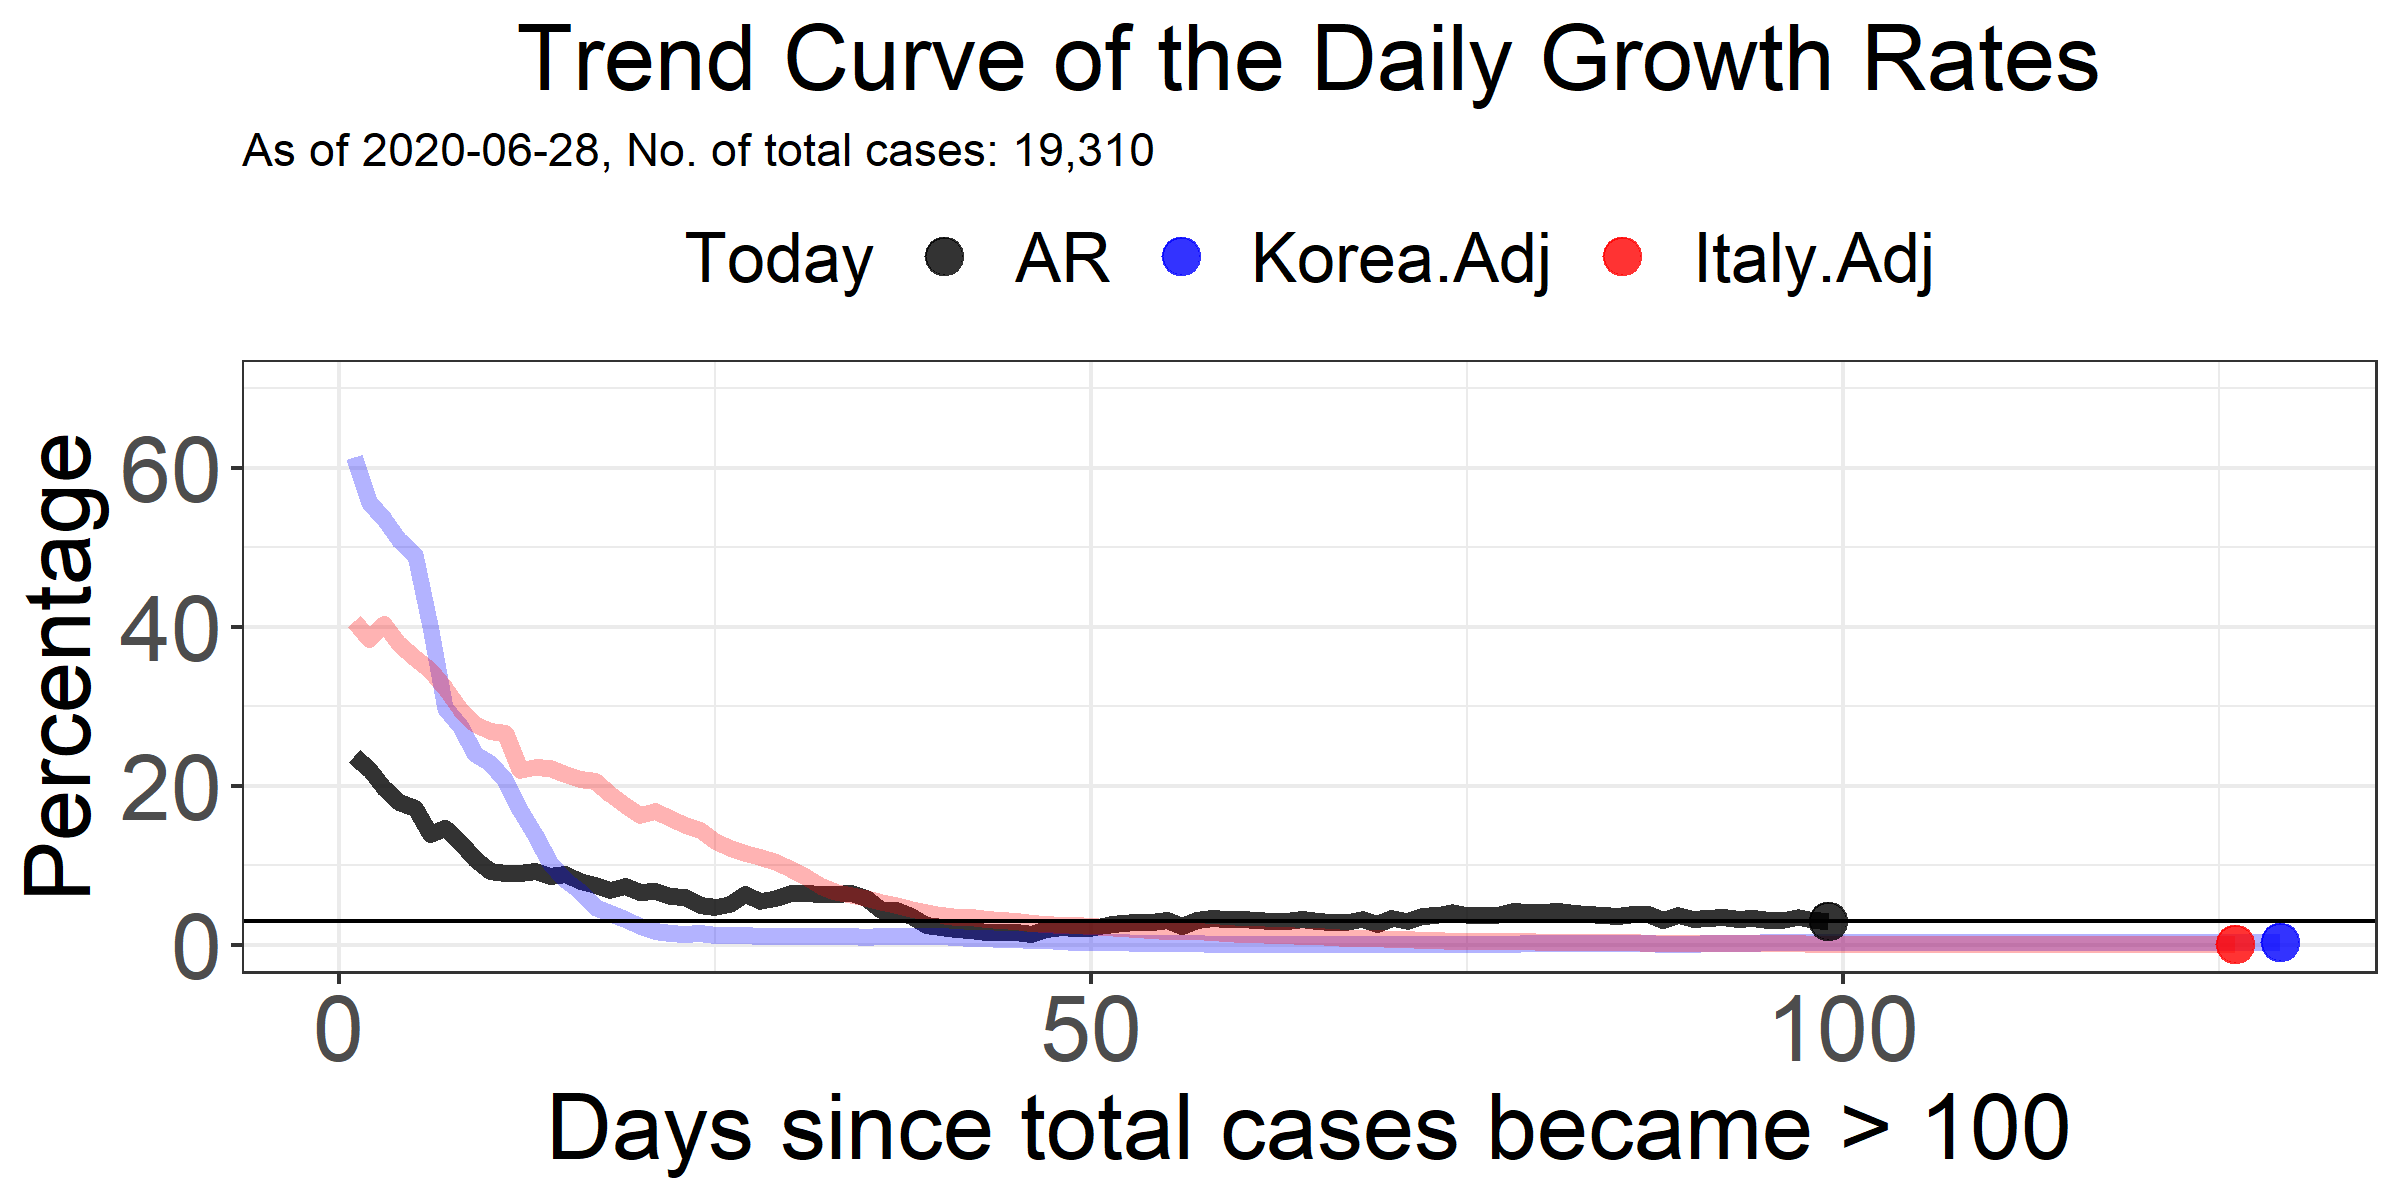 Trend Curve of the Daily Growth Rates
As of 2020-06-28, No. of total cases: 19,310
Today AR Korea.Adj Italy.Adj
Percentage
60
40
20
0
0 50 100
Days since total cases became > 100